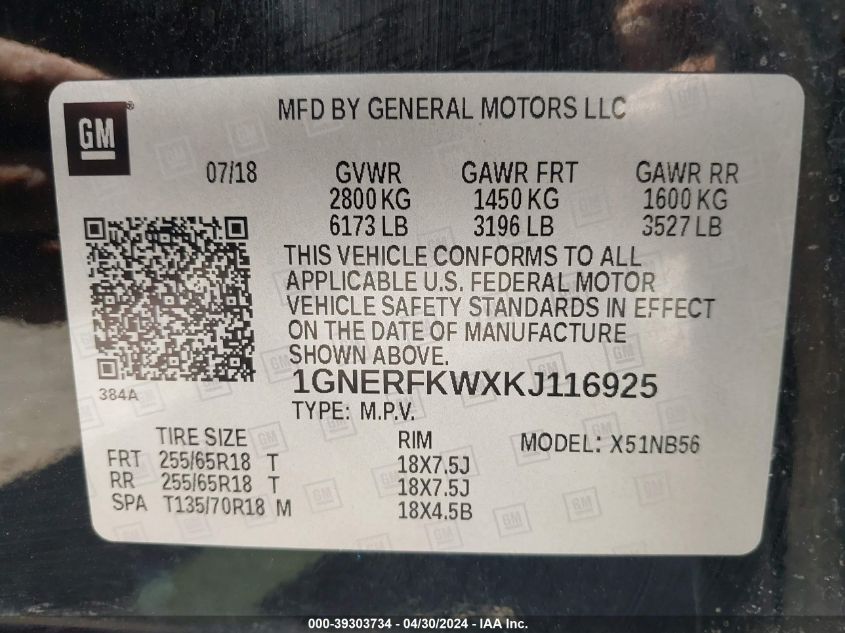 MFD BY GENERAL MOTORS LLC
GM®
07/18 GVWR GAWR FRT GAWR RR
2800 KG 1450 KG 1600 KG
6173 LB 3196 LB 3527 LB
THIS VEHICLE CONFORMS TO ALL
APPLICABLE U.S. FEDERAL MOTOR
VEHICLE SAFETY STANDARDS IN EFFECT
ON THE DATE OF MANUFACTURE
SHOWN ABOVE.
384A
1GNERFKWXKJ116925
TYPE: M.P.V.
TIRE SIZE RIM MODEL: X51NB56
FRT 255/65R18 T 18X7.5J
RR 255/65R18 T 18X7.5J
SPA T135/70R18 M 18X4.5B
000-39303734 - 04/30/2024 - IAA Inc.